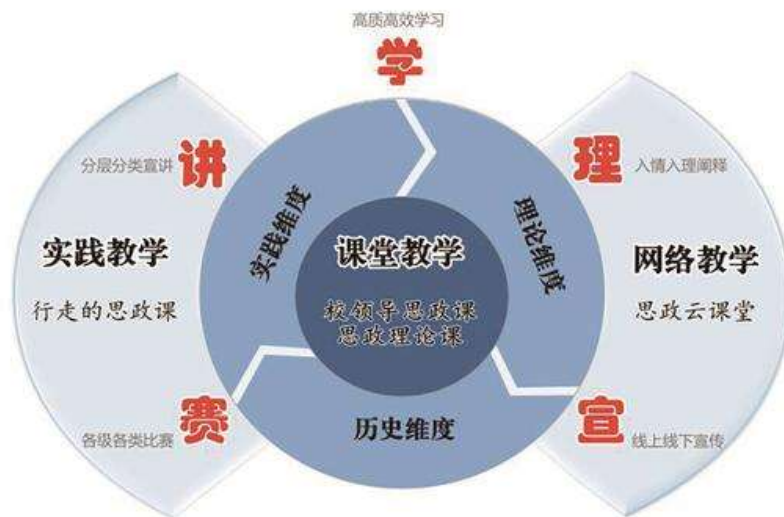 高质高效学习
学
讲
分层分类宣讲
理
入情入理阐释
实践维度
理论维度
实践教学
行走的思政课
课堂教学
校领导思政课
思政理论课
网络教学
思政云课堂
赛
各级各类比赛
历史维度
宣
线上线下宣传